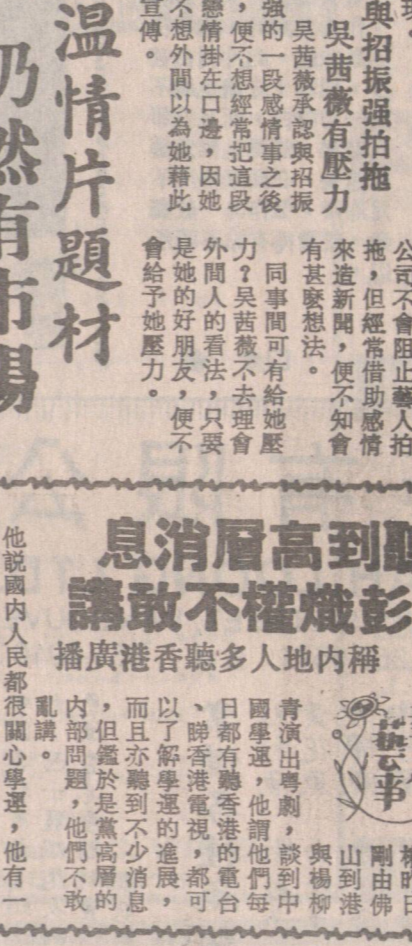 與招振强拍拖
吳茜薇有壓力
吳茜薇承認與招振
强的一段感情事之後
，便不想經常把這段
戀情掛在口邊，因她
不想外間以為她藉此
宣傳。
公司不會阻止藝人拍
拖，但經常借助感情
來造新聞，便不知會
有甚麼想法。
同事間可有給她壓
力？吳茜薇不去理會
外間人的看法，只要
是她的好朋友，便不
會給予她壓力。
溫情片題材
仍然有市場
聽到高層消息
彭熾權不敢講
稱内地人多聽香港廣播
藝事
昨日
剛由佛
山到港
與楊柳
青演出粤劇，談到中
國學運，他謂他們每
日都有聽香港的電台
、睇香港電視，都可
以了解學運的進展，
而且亦聽到不少消息
，但鑑於是黨高層的
内部問題，他們不敢
亂講。
他説國内人民都很關心學運，他有一